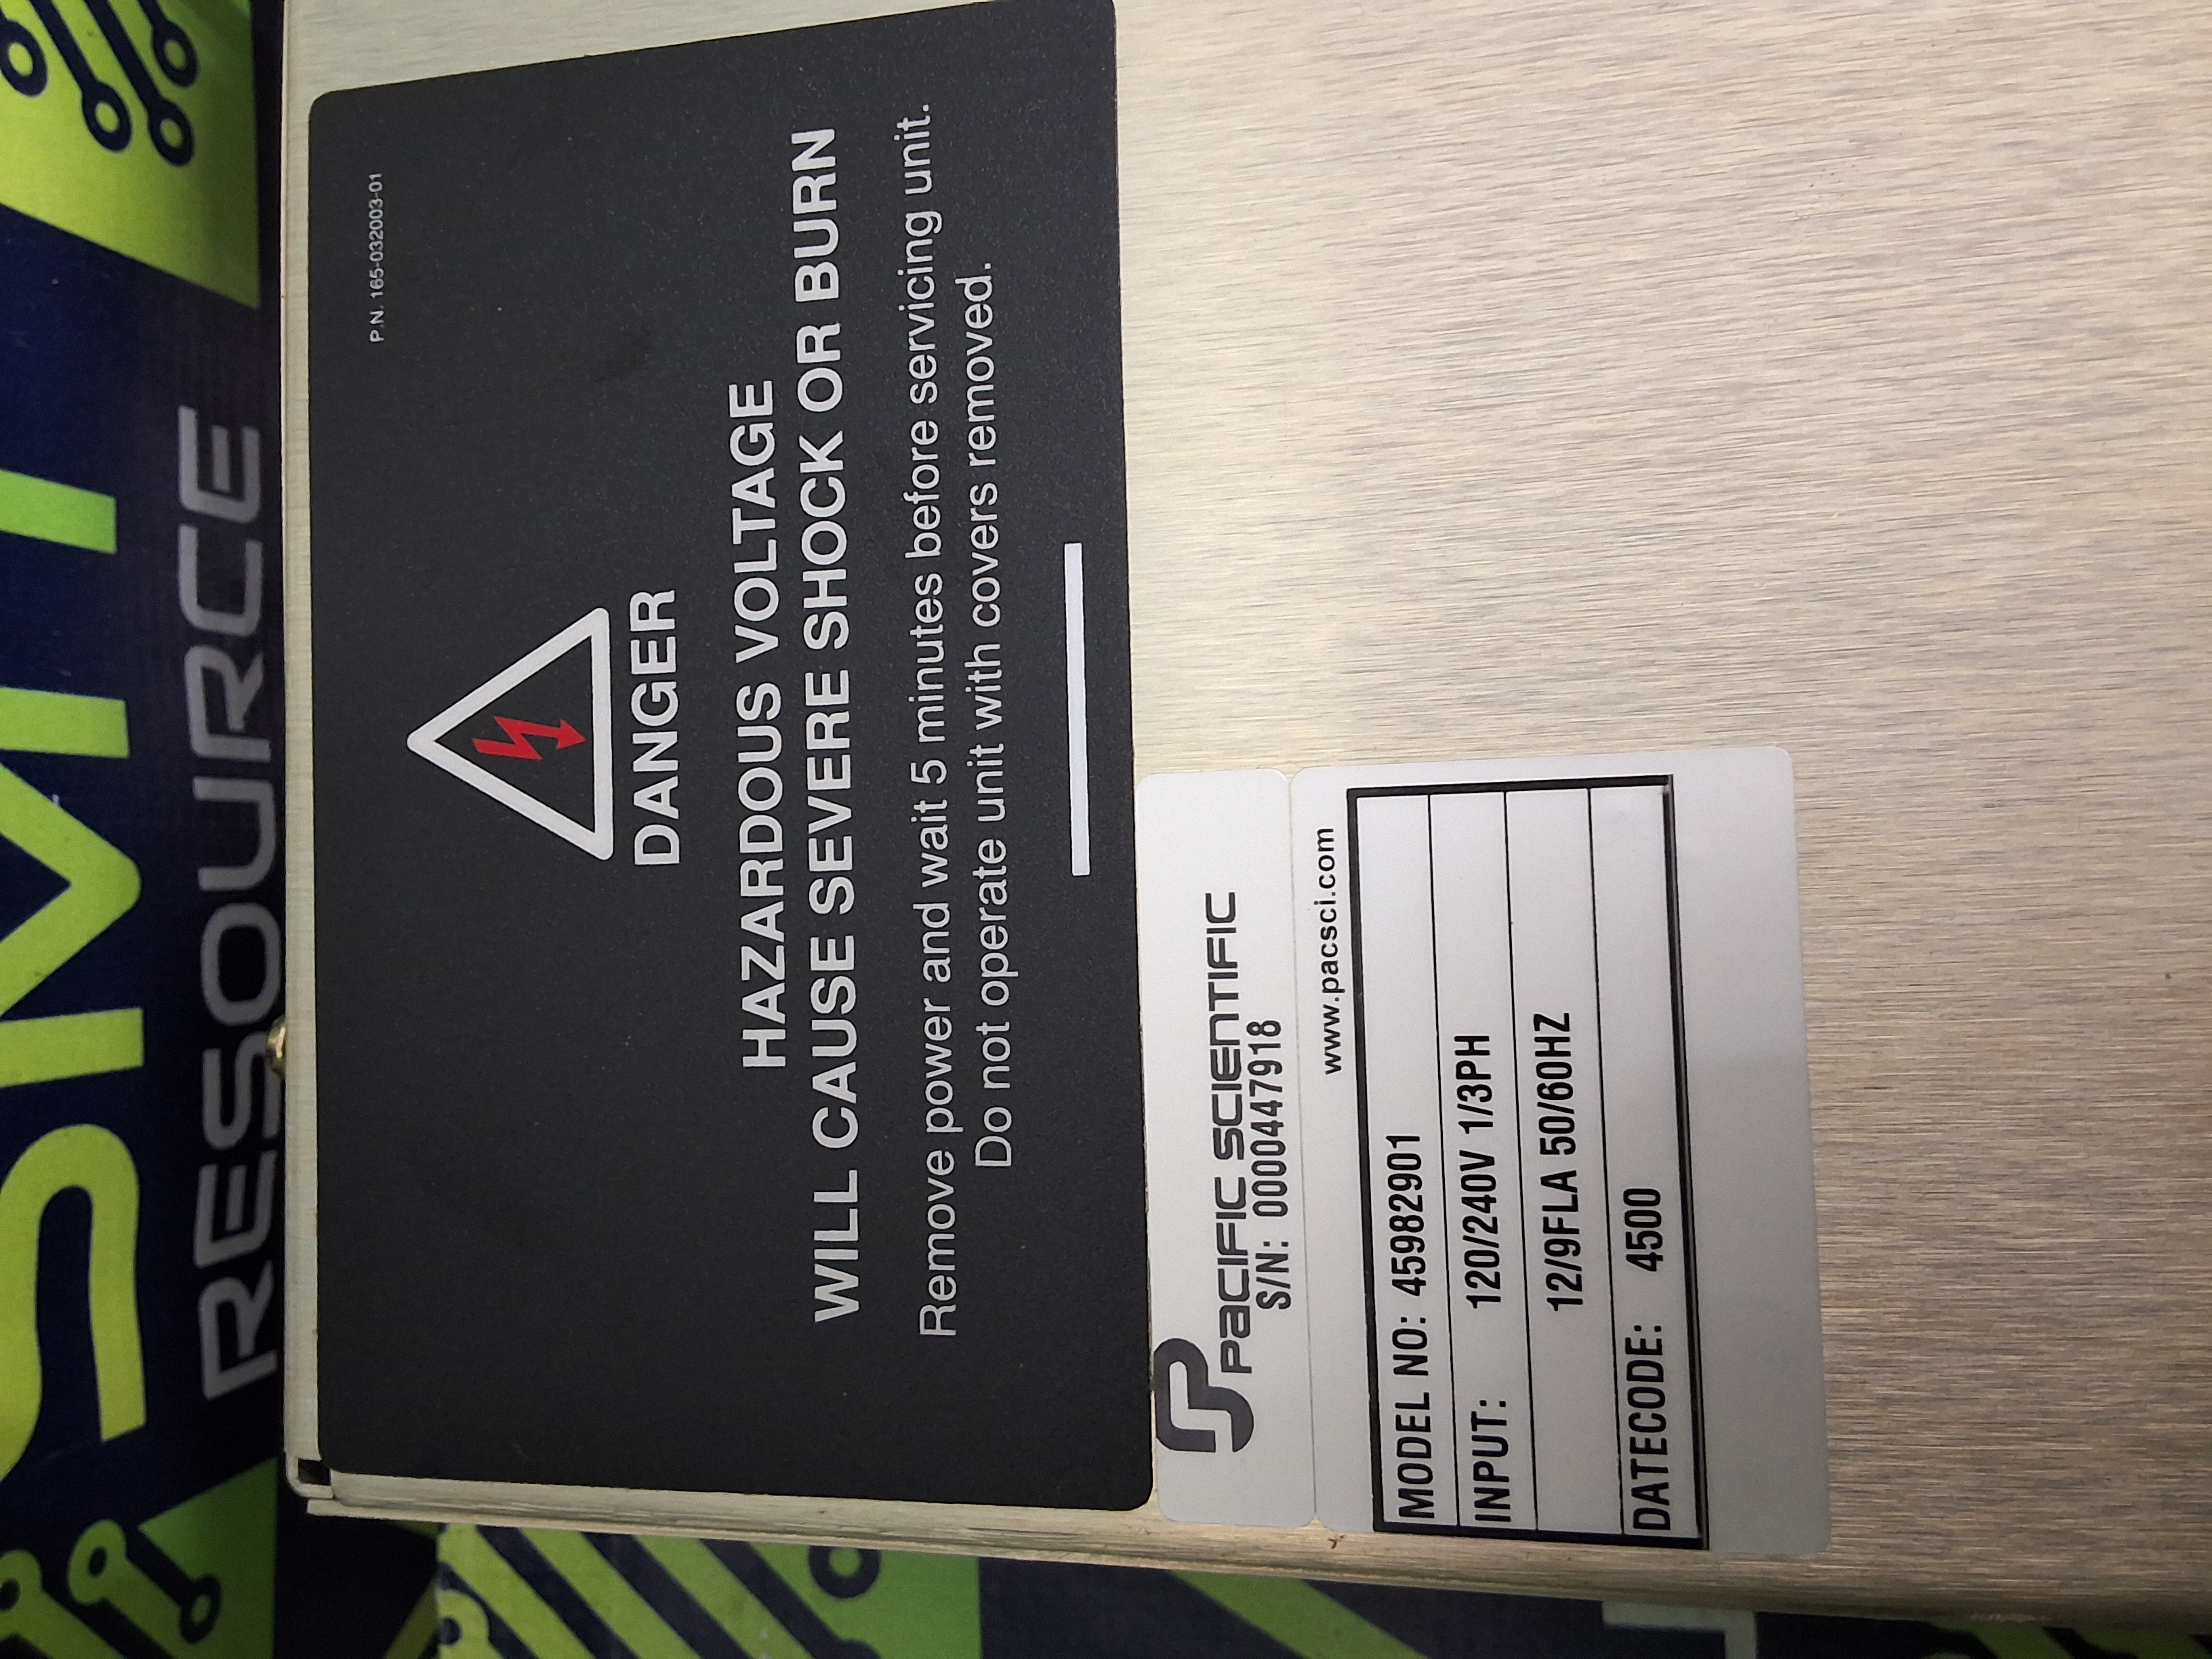 SMT
RESOURCE
P.N. 165-032003-01
DANGER
HAZARDOUS VOLTAGE
WILL CAUSE SEVERE SHOCK OR BURN
Remove power and wait 5 minutes before servicing unit.
Do not operate unit with covers removed.
PACIFIC SCIENTIFIC
S/N: 0000447918
www.pacsci.com
MODEL NO: 45982901
INPUT: 120/240V 1/3PH
12/9FLA 50/60HZ
DATECODE: 4500